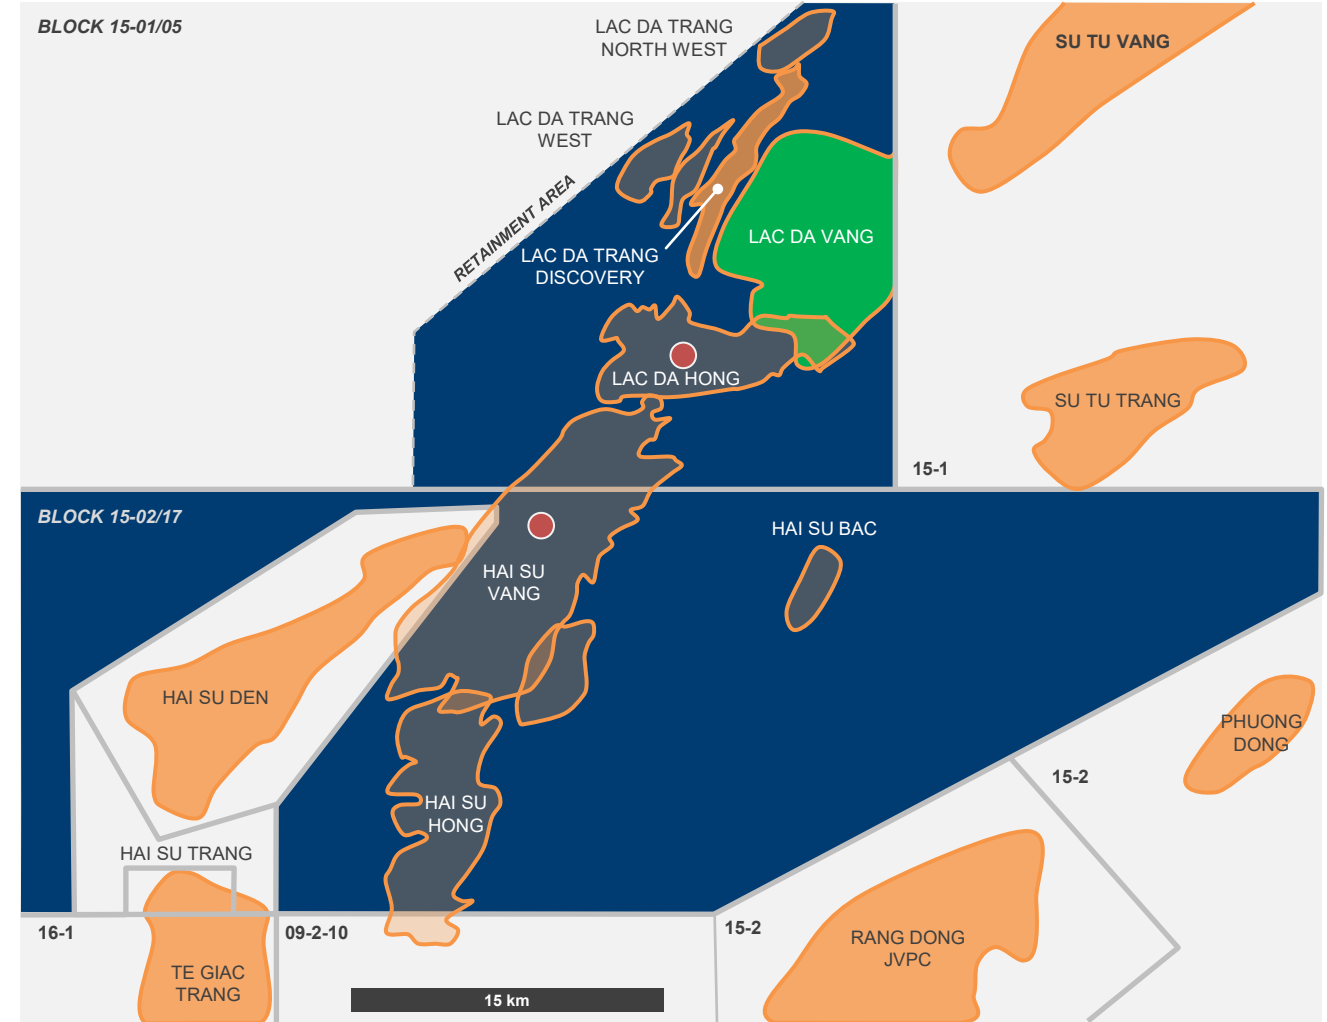 BLOCK 15-01/05
LAC DA TRANG
NORTH WEST
SU TU VANG
LAC DA TRANG
WEST
RETAINMENT AREA
LAC DA VANG
LAC DA TRANG
DISCOVERY
LAC DA HONG
SU TU TRANG
15-1
BLOCK 15-02/17
HAI SU BAC
HAI SU
VANG
HAI SU DEN
PHUONG
DONG
15-2
HAI SU
HONG
HAI SU TRANG
16-1
09-2-10
15-2
RANG DONG
JVPC
TE GIAC
TRANG
15 km